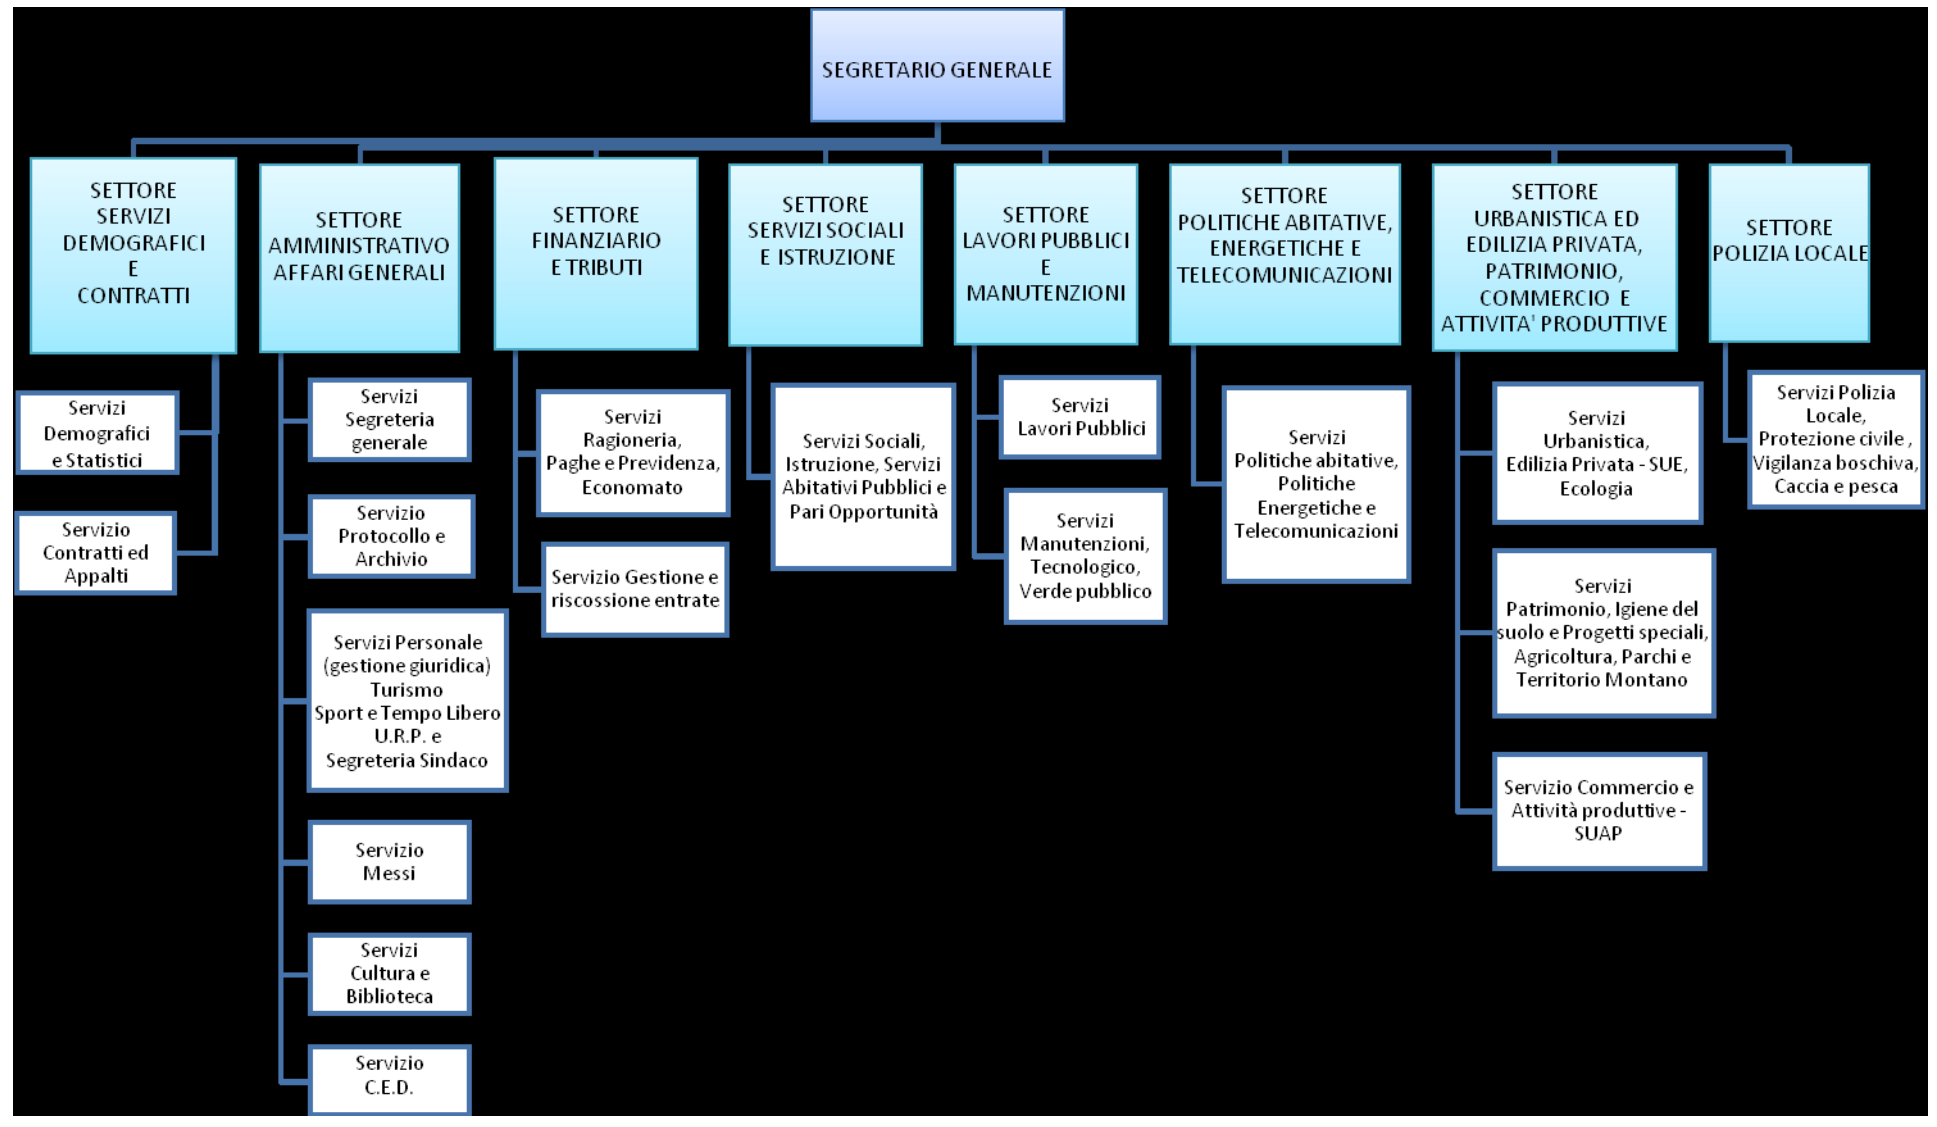 SEGRETARIO GENERALE
SETTORE
SERVIZI
DEMOGRAFICI
E
CONTRATTI
Servizi
Demografici
e Statistici
Servizio
Contratti ed
Appalti
SETTORE
AMMINISTRATIVO
AFFARI GENERALI
Servizi
Segreteria
generale
Servizio
Protocollo e
Archivio
Servizi Personale
(gestione giuridica)
Turismo
Sport e Tempo Libero
U.R.P. e
Segreteria Sindaco
Servizio
Messi
Servizi
Cultura e
Biblioteca
Servizio
C.E.D.
SETTORE
FINANZIARIO
E TRIBUTI
Servizi
Ragioneria,
Paghe e Previdenza,
Economato
Servizio Gestione e
riscossione entrate
SETTORE
SERVIZI SOCIALI
E ISTRUZIONE
Servizi Sociali,
Istruzione, Servizi
Abitativi Pubblici e
Pari Opportunità
SETTORE
LAVORI PUBBLICI
E
MANUTENZIONI
Servizi
Lavori Pubblici
Servizi
Manutenzioni,
Tecnologico,
Verde pubblico
SETTORE
POLITICHE ABITATIVE,
ENERGETICHE E
TELECOMUNICAZIONI
Servizi
Politiche abitative,
Politiche
Energetiche e
Telecomunicazioni
SETTORE
URBANISTICA ED
EDILIZIA PRIVATA,
PATRIMONIO,
COMMERCIO E
ATTIVITA' PRODUTTIVE
Servizi
Urbanistica,
Edilizia Privata - SUE,
Ecologia
Servizi
Patrimonio, Igiene del
suolo e Progetti speciali,
Agricoltura, Parchi e
Territorio Montano
Servizio Commercio e
Attività produttive -
SUAP
SETTORE
POLIZIA LOCALE
Servizi Polizia
Locale,
Protezione civile ,
Vigilanza boschiva,
Caccia e pesca